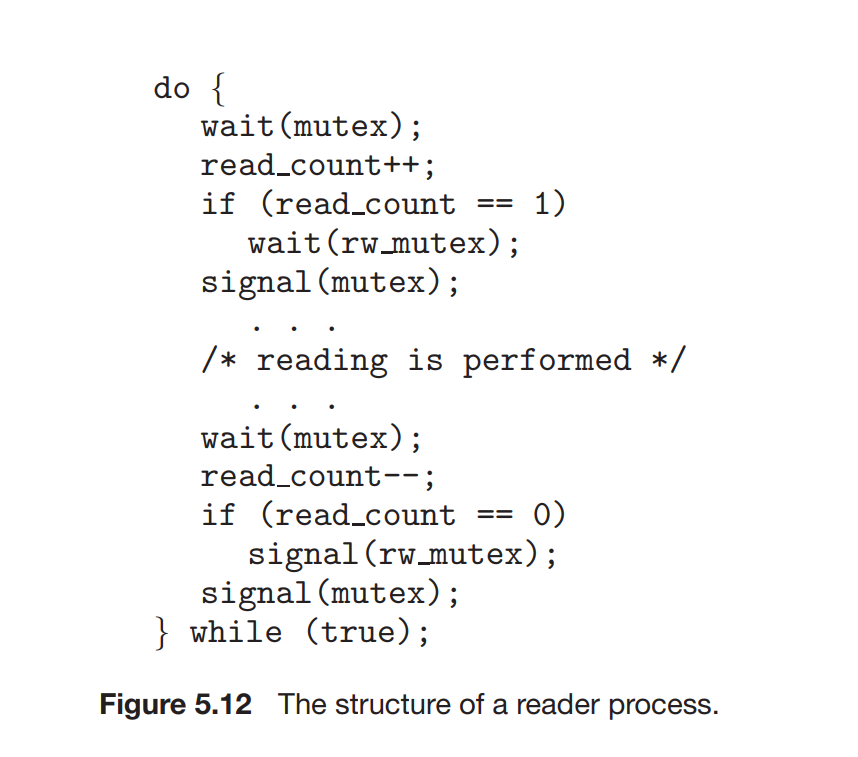 do {
wait(mutex);
read_count++;
if (read_count == 1)
wait(rw_mutex);
signal(mutex);
. . .
/* reading is performed */
. . .
wait(mutex);
read_count--;
if (read_count == 0)
signal(rw_mutex);
signal(mutex);
} while (true);
Figure 5.12 The structure of a reader process.